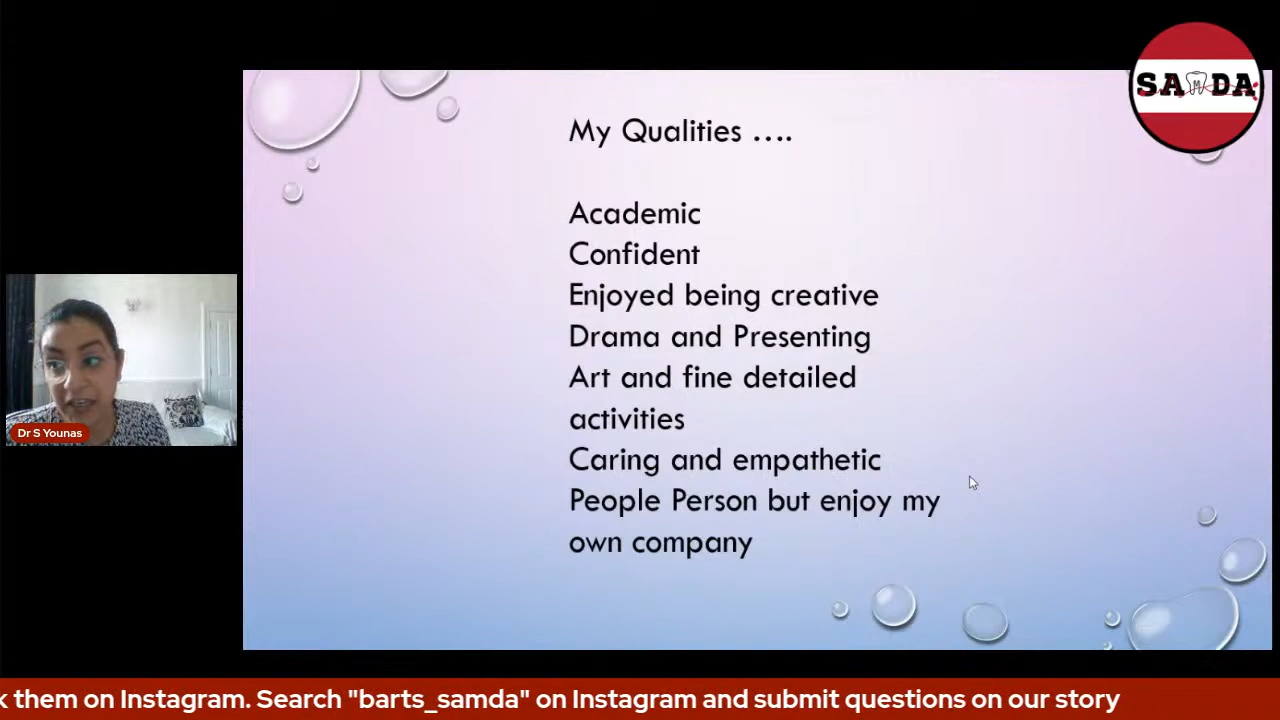 SAMDA
My Qualities ....
Academic
Confident
Enjoyed being creative
Drama and Presenting
Art and fine detailed
activities
Caring and empathetic
People Person but enjoy my
own company
Dr S Younas
k them on Instagram. Search "barts_samda" on Instagram and submit questions on our story